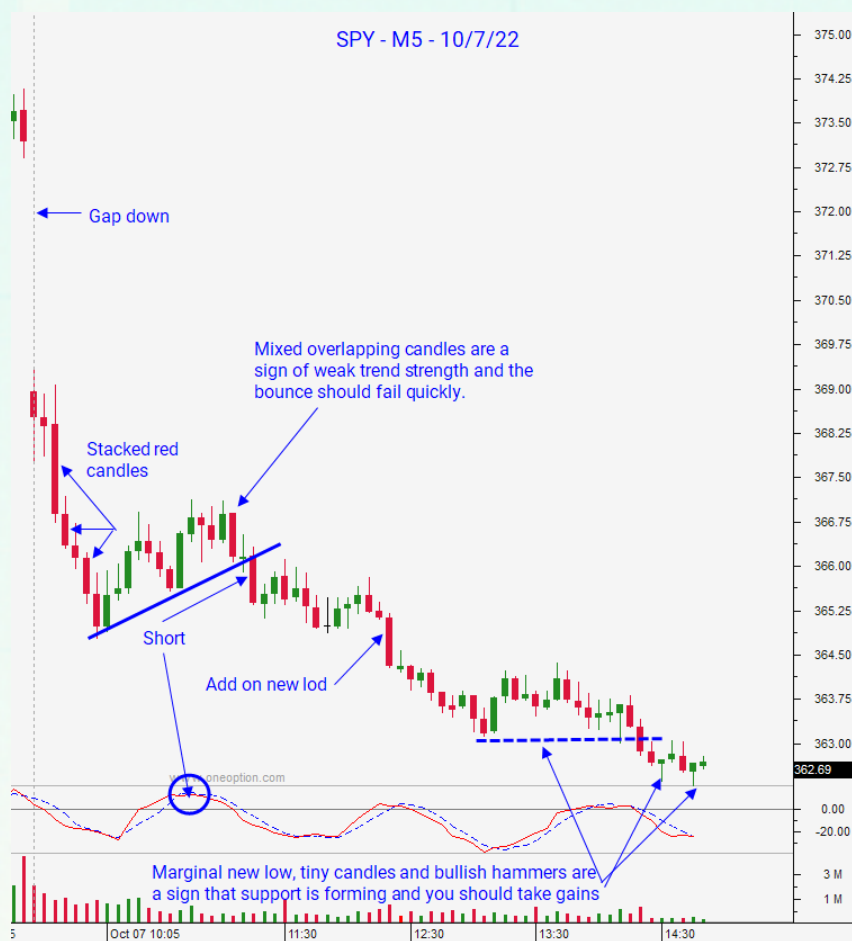 SPY - M5 - 10/7/22
375.00
374.25
373.50
372.75
372.00
Gap down
371.25
370.50
369.75
Mixed overlapping candles are a
sign of weak trend strength and the
bounce should fail quickly.
369.00
368.25
Stacked red
candles
367.50
366.75
366.00
365.25
Short
364.50
Add on new lod
363.75
363.00
362.69
oneoption.com
0.00
-20.00
Marginal new low, tiny candles and bullish hammers are
a sign that support is forming and you should take gains
3 M
1 M
5
Oct 07 10:05
11:30
12:30
13:30
14:30